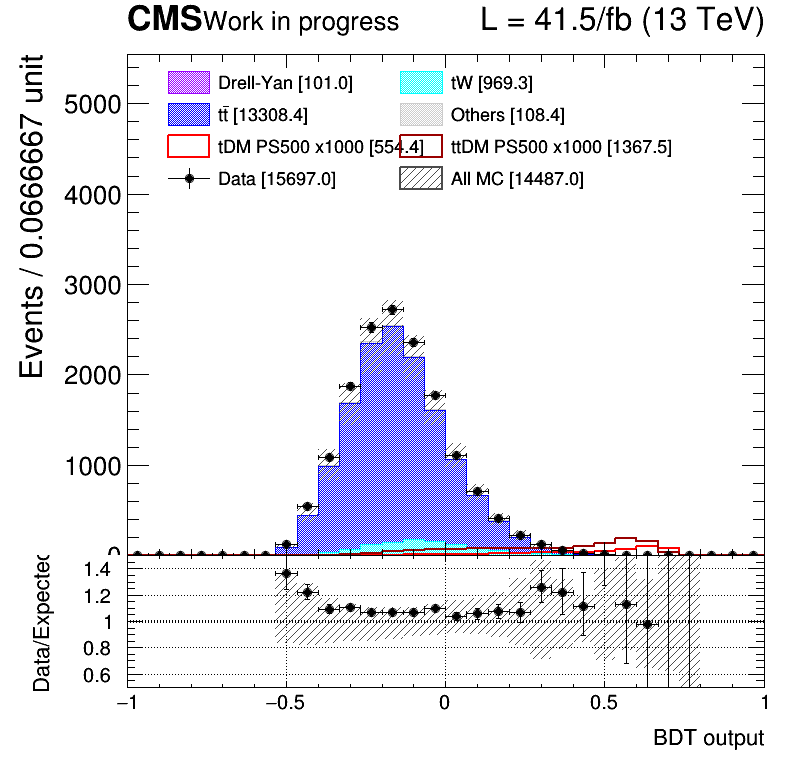 CMS Work in progress L = 41.5/fb (13 TeV)
Drell-Yan [101.0] tW [969.3]
tt̄ [13308.4] Others [108.4]
tDM PS500 x1000 [554.4] ttDM PS500 x1000 [1367.5]
Data [15697.0] All MC [14487.0]
Events / 0.0666667 unit
5000
4000
3000
2000
1000
0
Data/Expected
1.4
1.2
1
0.8
0.6
−1 −0.5 0 0.5 1
BDT output